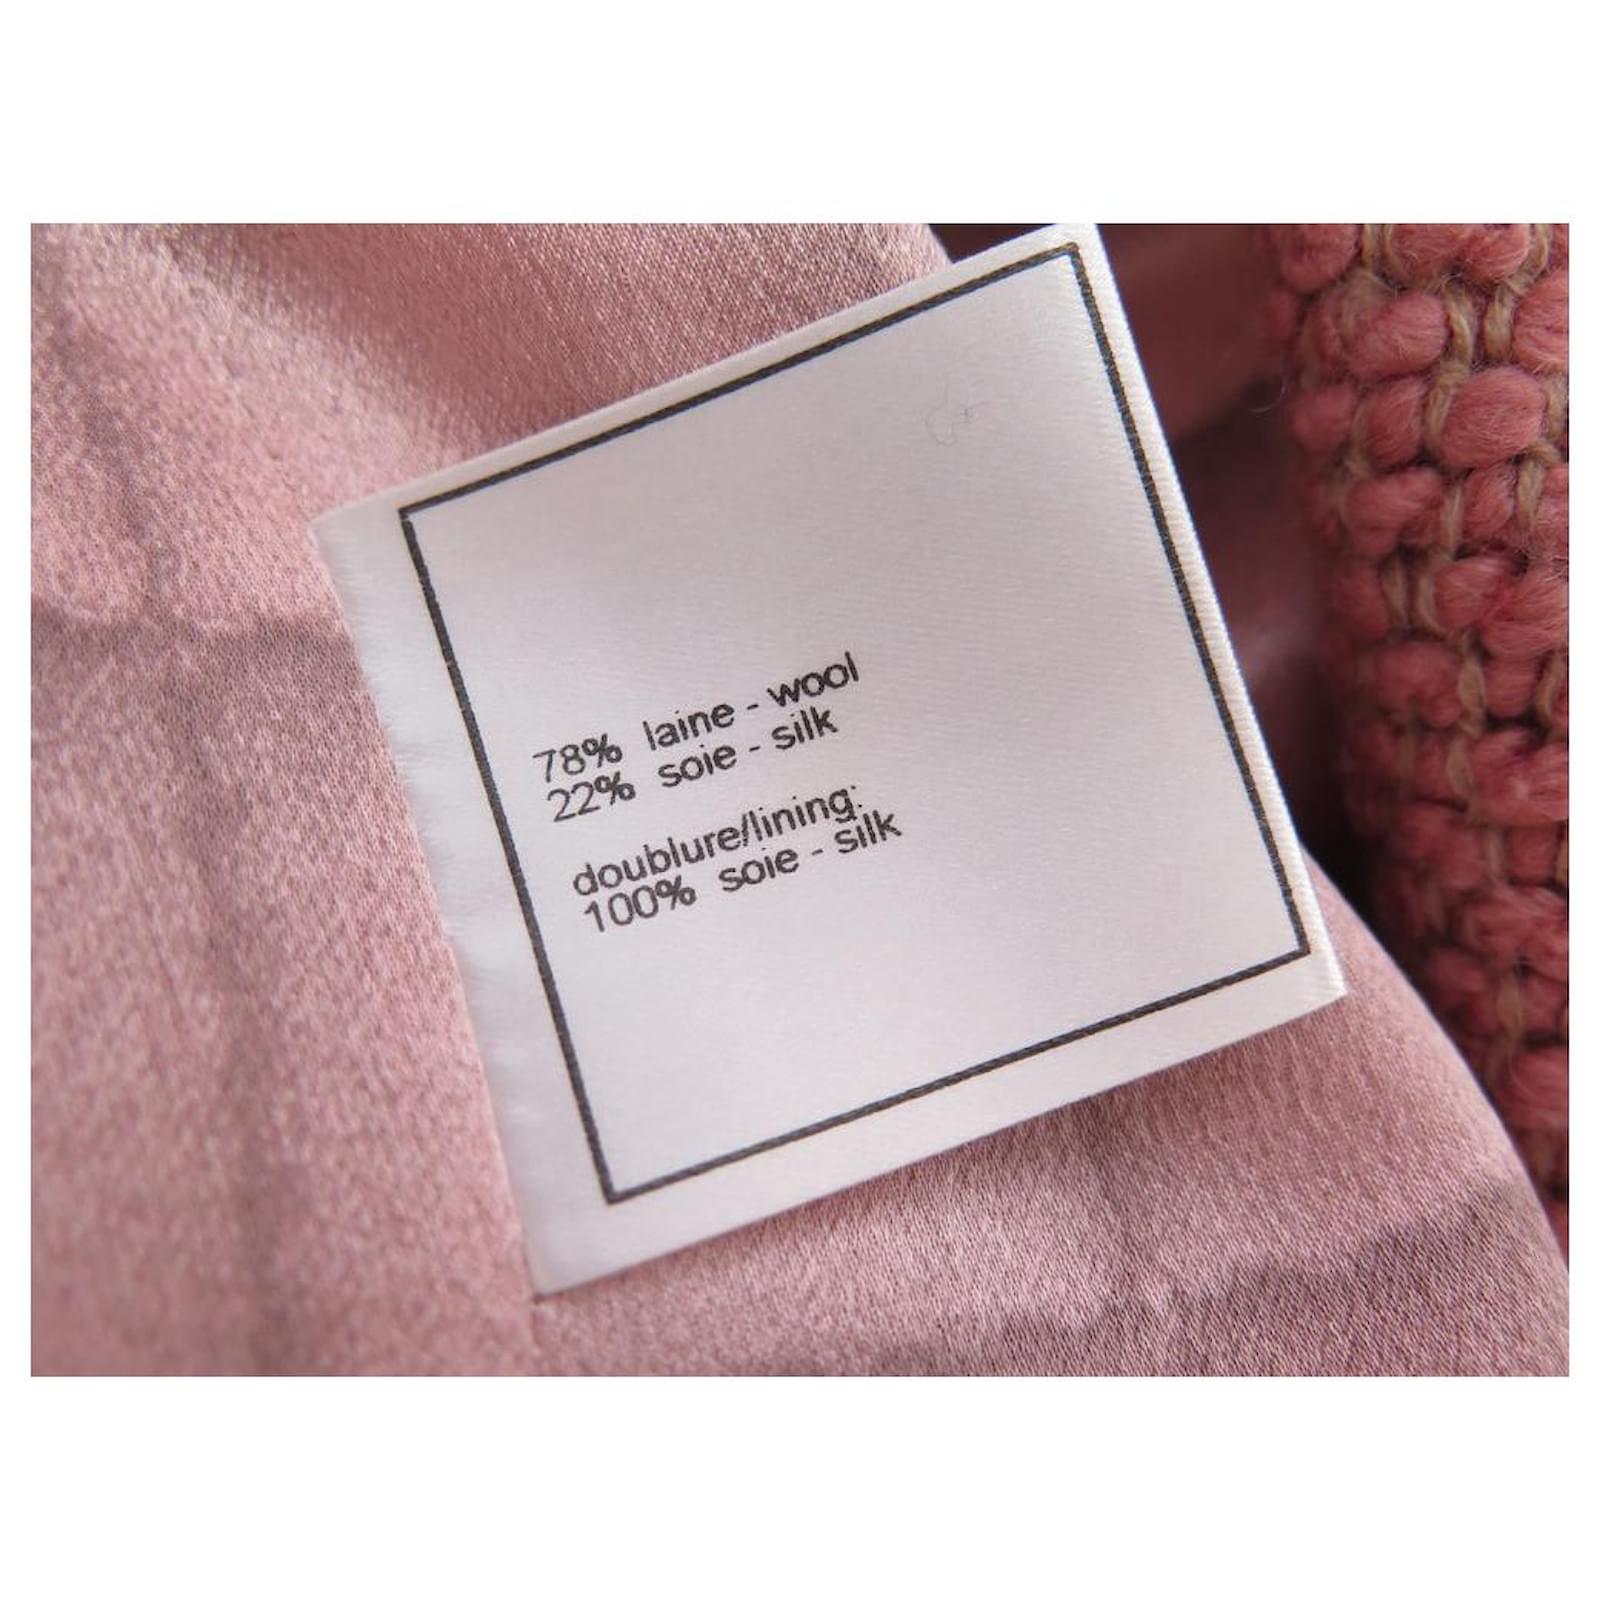 78% laine - wool
22% soie - silk
doublure/lining:
100% soie - silk